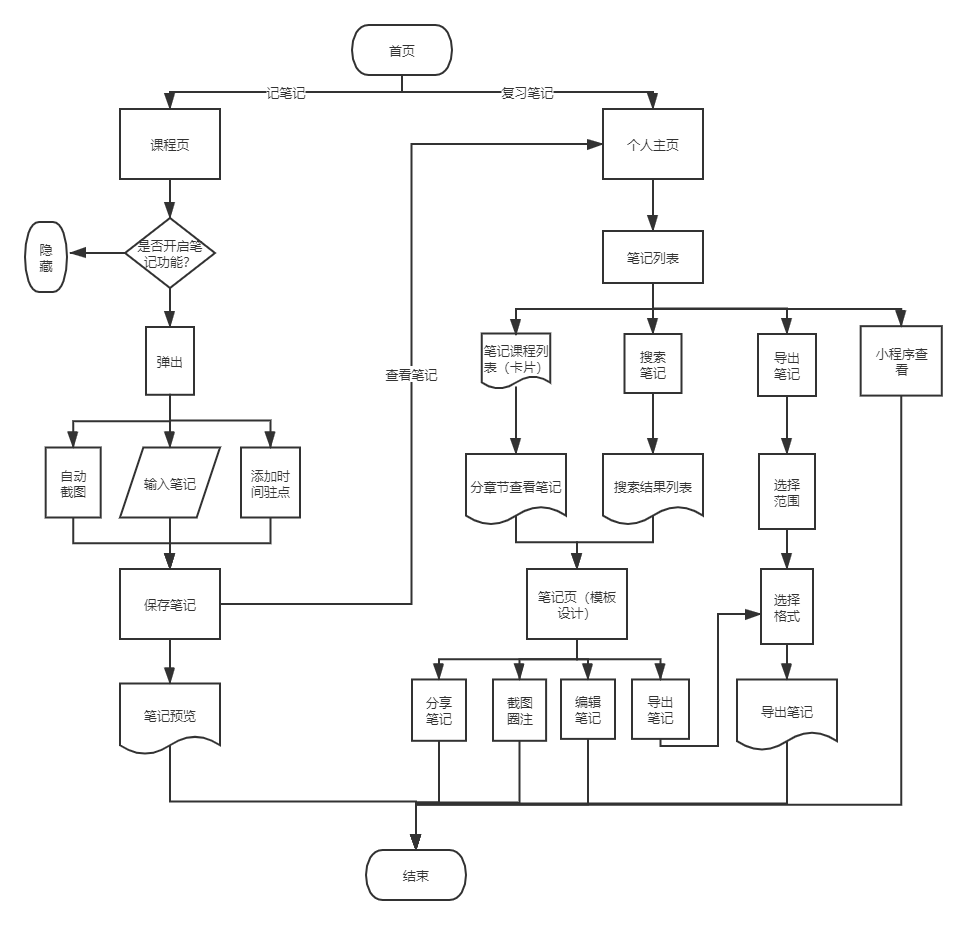 首页
记笔记
复习笔记
课程页
个人主页
是否开启笔
记功能？
隐
藏
笔记列表
弹出
查看笔记
笔记课程列
表（卡片）
搜索
笔记
导出
笔记
小程序查
看
自动
截图
输入笔记
添加时
间驻点
分章节查看笔记
搜索结果列表
选择
范围
保存笔记
笔记页（模板
设计）
选择
格式
笔记预览
分享
笔记
截图
圈注
编辑
笔记
导出
笔记
导出笔记
结束